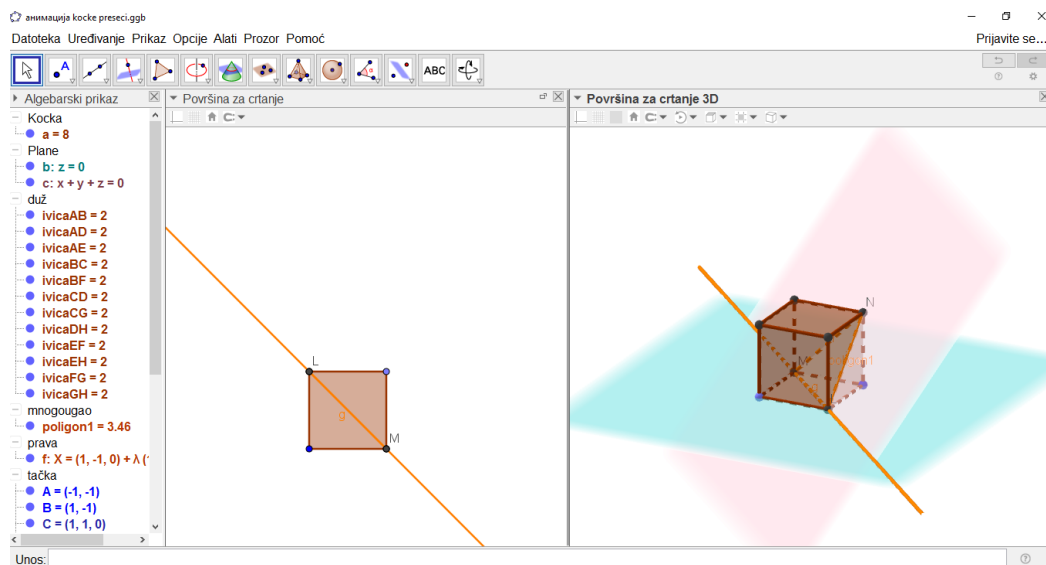 анимација kocke preseci.ggb
Datoteka Uređivanje Prikaz Opcije Alati Prozor Pomoć
Prijavite se...
ABC
Algebarski prikaz
Površina za crtanje
Površina za crtanje 3D
Kocka
a = 8
Plane
b: z = 0
c: x + y + z = 0
duž
ivicaAB = 2
ivicaAD = 2
ivicaAE = 2
ivicaBC = 2
ivicaBF = 2
ivicaCD = 2
ivicaCG = 2
ivicaDH = 2
ivicaEF = 2
ivicaEH = 2
ivicaFG = 2
ivicaGH = 2
mnogougao
poligon1 = 3.46
prava
f: X = (1, -1, 0) + λ (
tačka
A = (-1, -1)
B = (1, -1)
C = (1, 1, 0)
L
g
M
N
M
g
Unos: